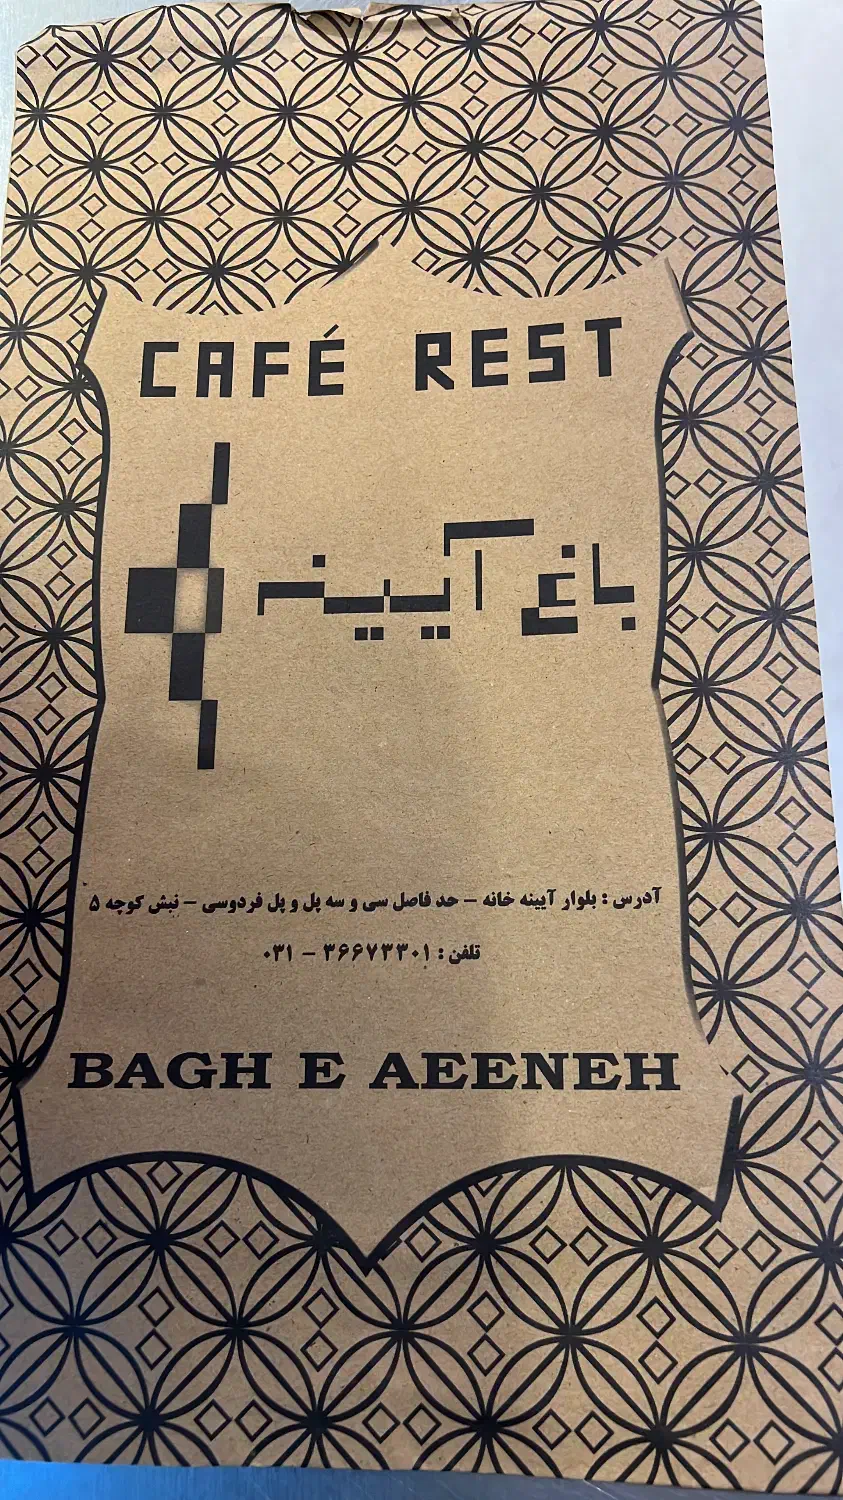 CAFÉ REST
باغ آیینه
آدرس : بلوار آیینه خانه – حد فاصل سی و سه پل و پل فردوسی – نبش کوچه ۵
تلفن : ۳۶۶۷۳۳۰۱ – ۰۳۱
BAGH E AEENEH